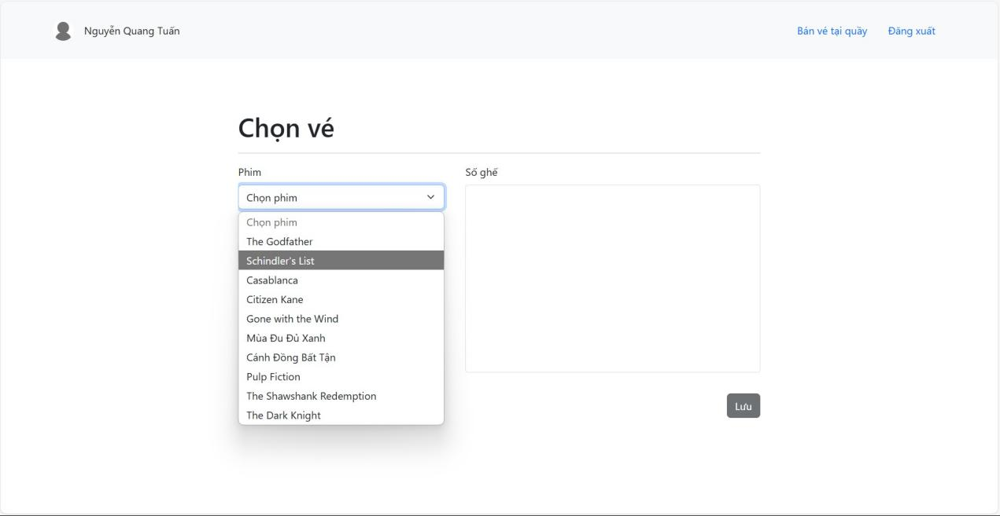 Nguyễn Quang Tuấn
Bán vé tại quầy
Đăng xuất
Chọn vé
Phim
Số ghế
Chọn phim
Chọn phim
The Godfather
Schindler's List
Casablanca
Citizen Kane
Gone with the Wind
Mùa Đu Đủ Xanh
Cánh Đồng Bất Tận
Pulp Fiction
The Shawshank Redemption
The Dark Knight
Lưu